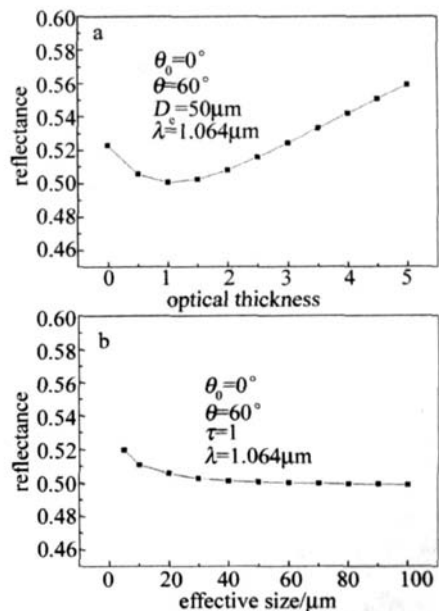 a
0.60
0.58
0.56
0.54
0.52
0.50
0.48
0.46
reflectance
θ₀=0°
θ=60°
Dₑ=50μm
λ=1.064μm
0 1 2 3 4 5
optical thickness
b
0.60
0.58
0.56
0.54
0.52
0.50
0.48
0.46
reflectance
θ₀=0°
θ=60°
τ=1
λ=1.064μm
0 20 40 60 80 100
effective size/μm